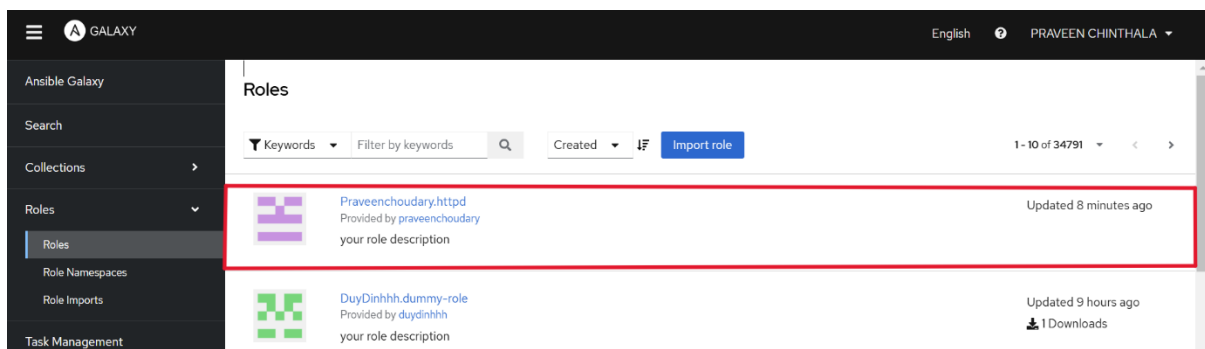 GALAXY
English
PRAVEEN CHINTHALA
Ansible Galaxy
Search
Collections
Roles
Roles
Role Namespaces
Role Imports
Task Management
Roles
Keywords Filter by keywords Created Import role 1 - 10 of 34791
Praveenchoudary.httpd
Provided by praveenchoudary
your role description
Updated 8 minutes ago
DuyDinhhh.dummy-role
Provided by duydinhhh
your role description
Updated 9 hours ago
1 Downloads